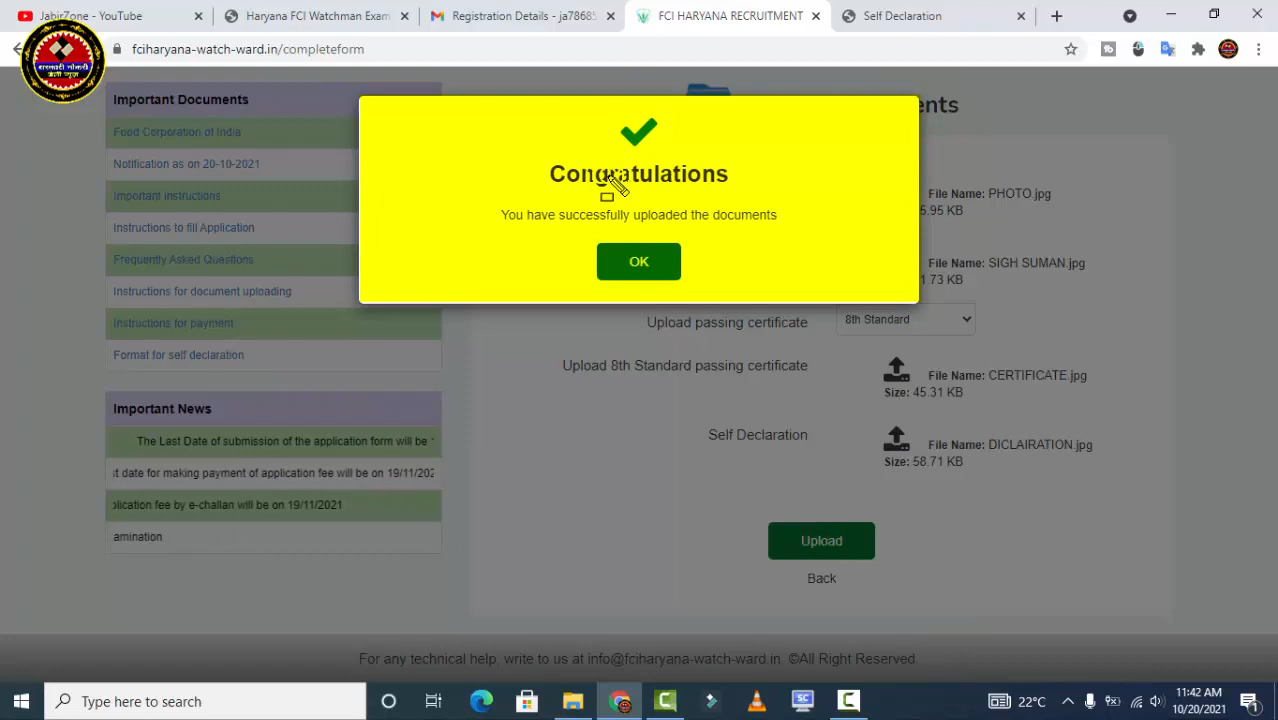 JabirZone - YouTube
Haryana FCI Watchman Exam
Registration Details - ja78685
FCI HARYANA RECRUITMENT
Self Declaration
fciharyana-watch-ward.in/completeform
सरकारी नौकरी
Important Documents
Food Corporation of India
Notification as on 20-10-2021
Important instructions
Instructions to fill Application
Frequently Asked Questions
Instructions for document uploading
Instructions for payment
Format for self declaration
Important News
The Last Date of submission of the application form will be
date for making payment of application fee will be on 19/11/202
fee by e-challan will be on 19/11/2021
Congratulations
You have successfully uploaded the documents
OK
File Name: PHOTO.jpg
5.95 KB
File Name: SIGH SUMAN.jpg
1.73 KB
Upload passing certificate
8th Standard
Upload 8th Standard passing certificate
File Name: CERTIFICATE.jpg
Size: 45.31 KB
Self Declaration
File Name: DICLAIRATION.jpg
Size: 58.71 KB
Upload
Back
For any technical help, write to us at info@fciharyana-watch-ward.in. ©All Right Reserved.
Type here to search
SC
22°C
11:42 AM
10/20/2021
1